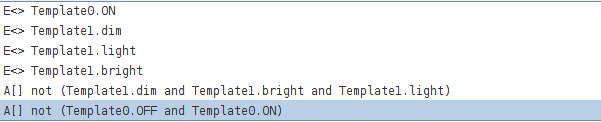 E<> Template0.ON
E<> Template1.dim
E<> Template1.light
E<> Template1.bright
A[] not (Template1.dim and Template1.bright and Template1.light)
A[] not (Template0.OFF and Template0.ON)